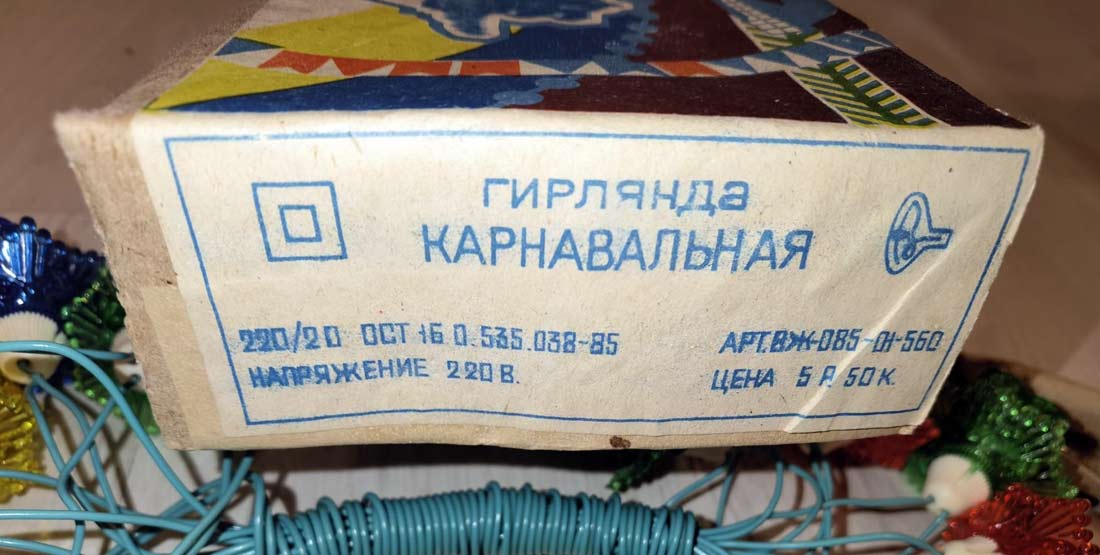 ГИРЛЯНДА
КАРНАВАЛЬНАЯ
220/20 ОСТ 16 0.535.038-85
НАПРЯЖЕНИЕ 220 В.
АРТ.ВЖ-085-01-560
ЦЕНА 5 Р. 50 К.